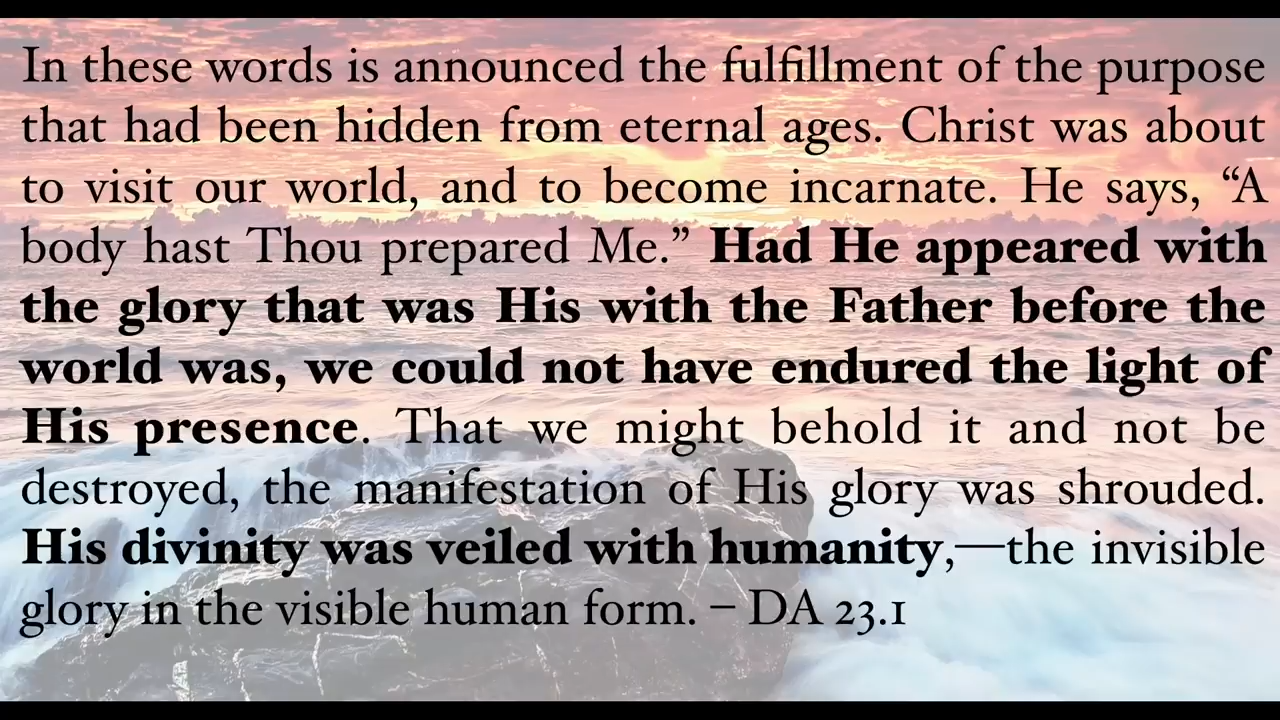 In these words is announced the fulfillment of the purpose
that had been hidden from eternal ages. Christ was about
to visit our world, and to become incarnate. He says, “A
body hast Thou prepared Me.” Had He appeared with
the glory that was His with the Father before the
world was, we could not have endured the light of
His presence. That we might behold it and not be
destroyed, the manifestation of His glory was shrouded.
His divinity was veiled with humanity,—the invisible
glory in the visible human form. – DA 23.1